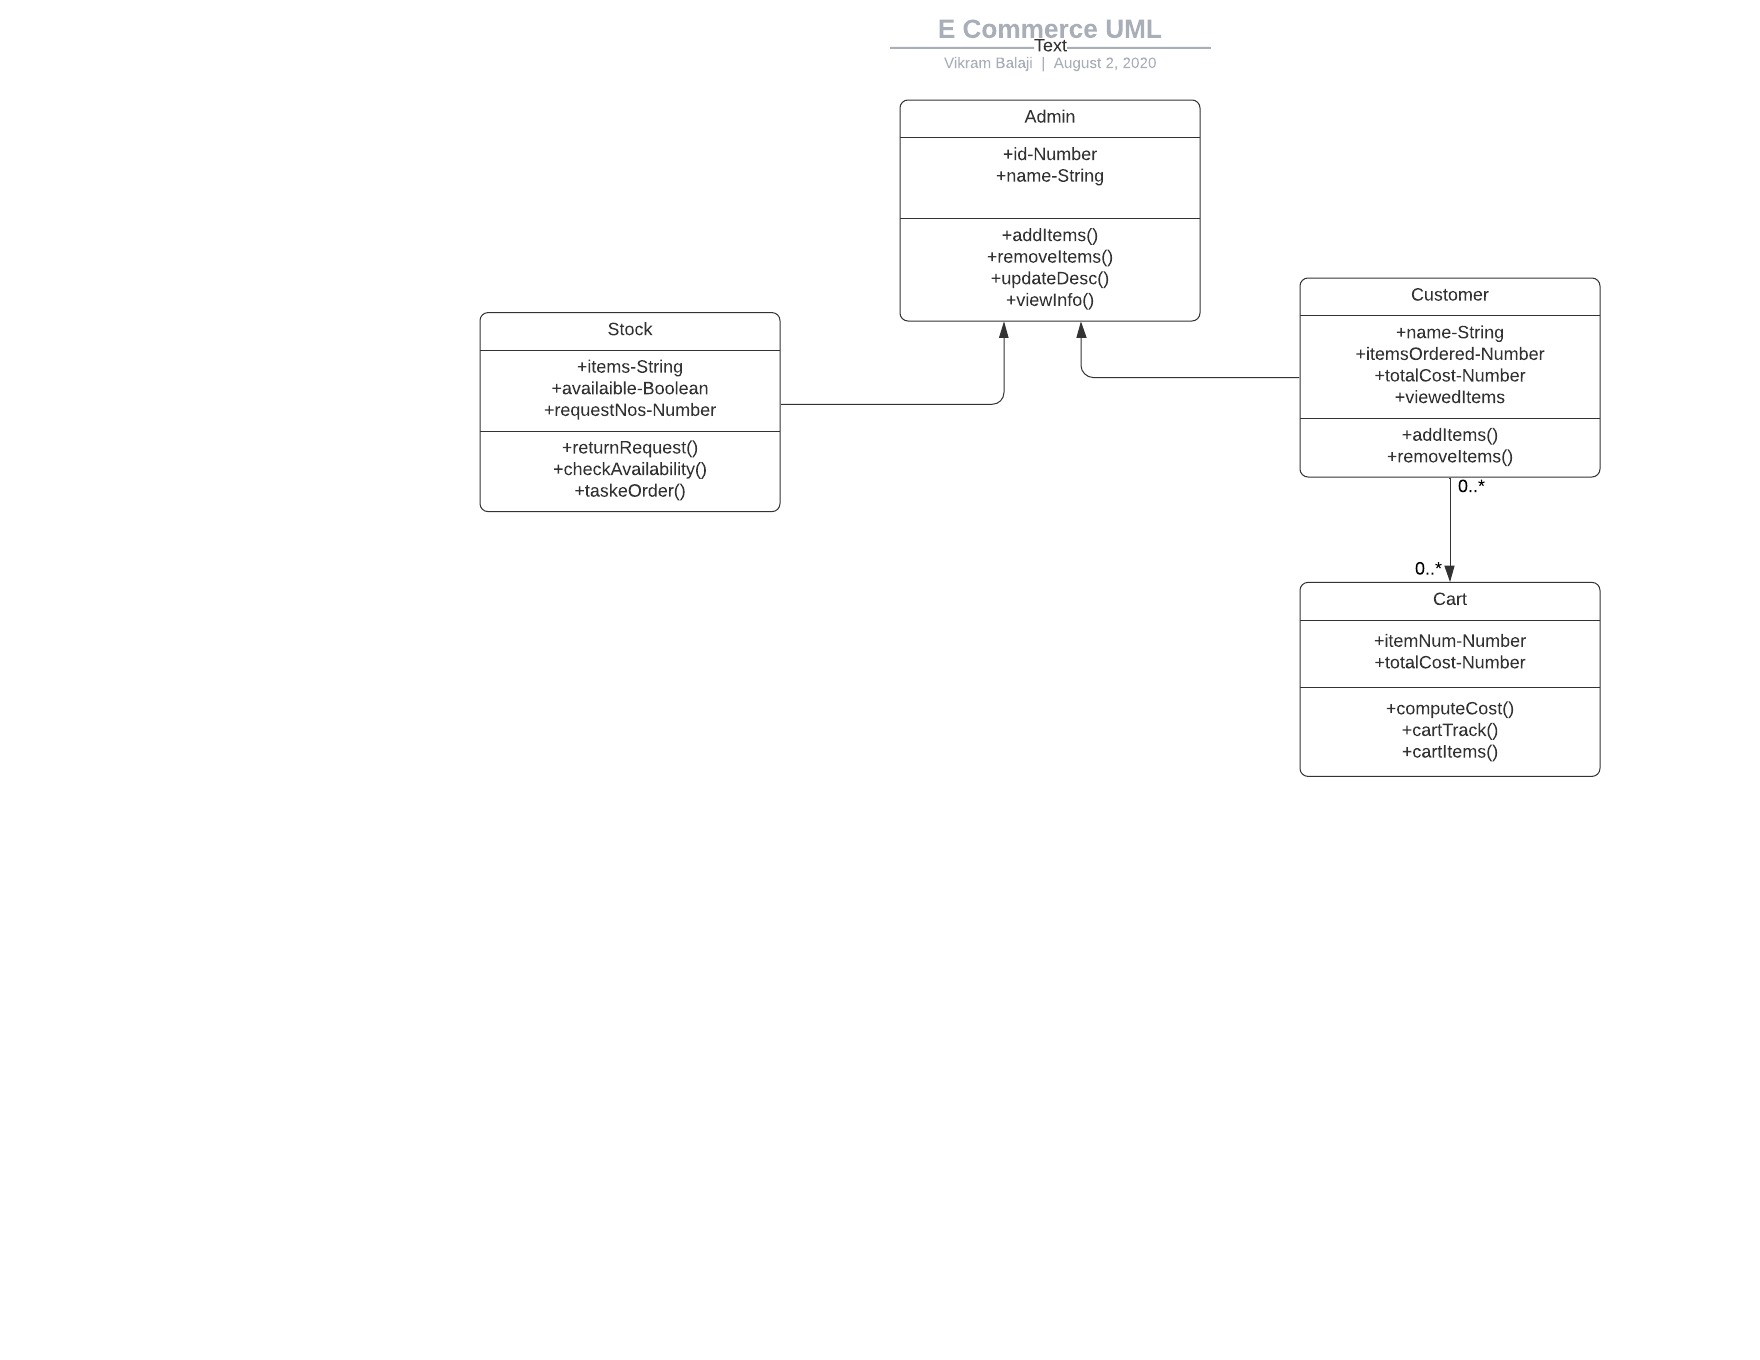 E Commerce UML
Text
Vikram Balaji | August 2, 2020
Admin
+id-Number
+name-String
+addItems()
+removeItems()
+updateDesc()
+viewInfo()
Stock
+items-String
+availaible-Boolean
+requestNos-Number
+returnRequest()
+checkAvailability()
+taskeOrder()
Customer
+name-String
+itemsOrdered-Number
+totalCost-Number
+viewedItems
+addItems()
+removeItems()
0..*
0..*
Cart
+itemNum-Number
+totalCost-Number
+computeCost()
+cartTrack()
+cartItems()